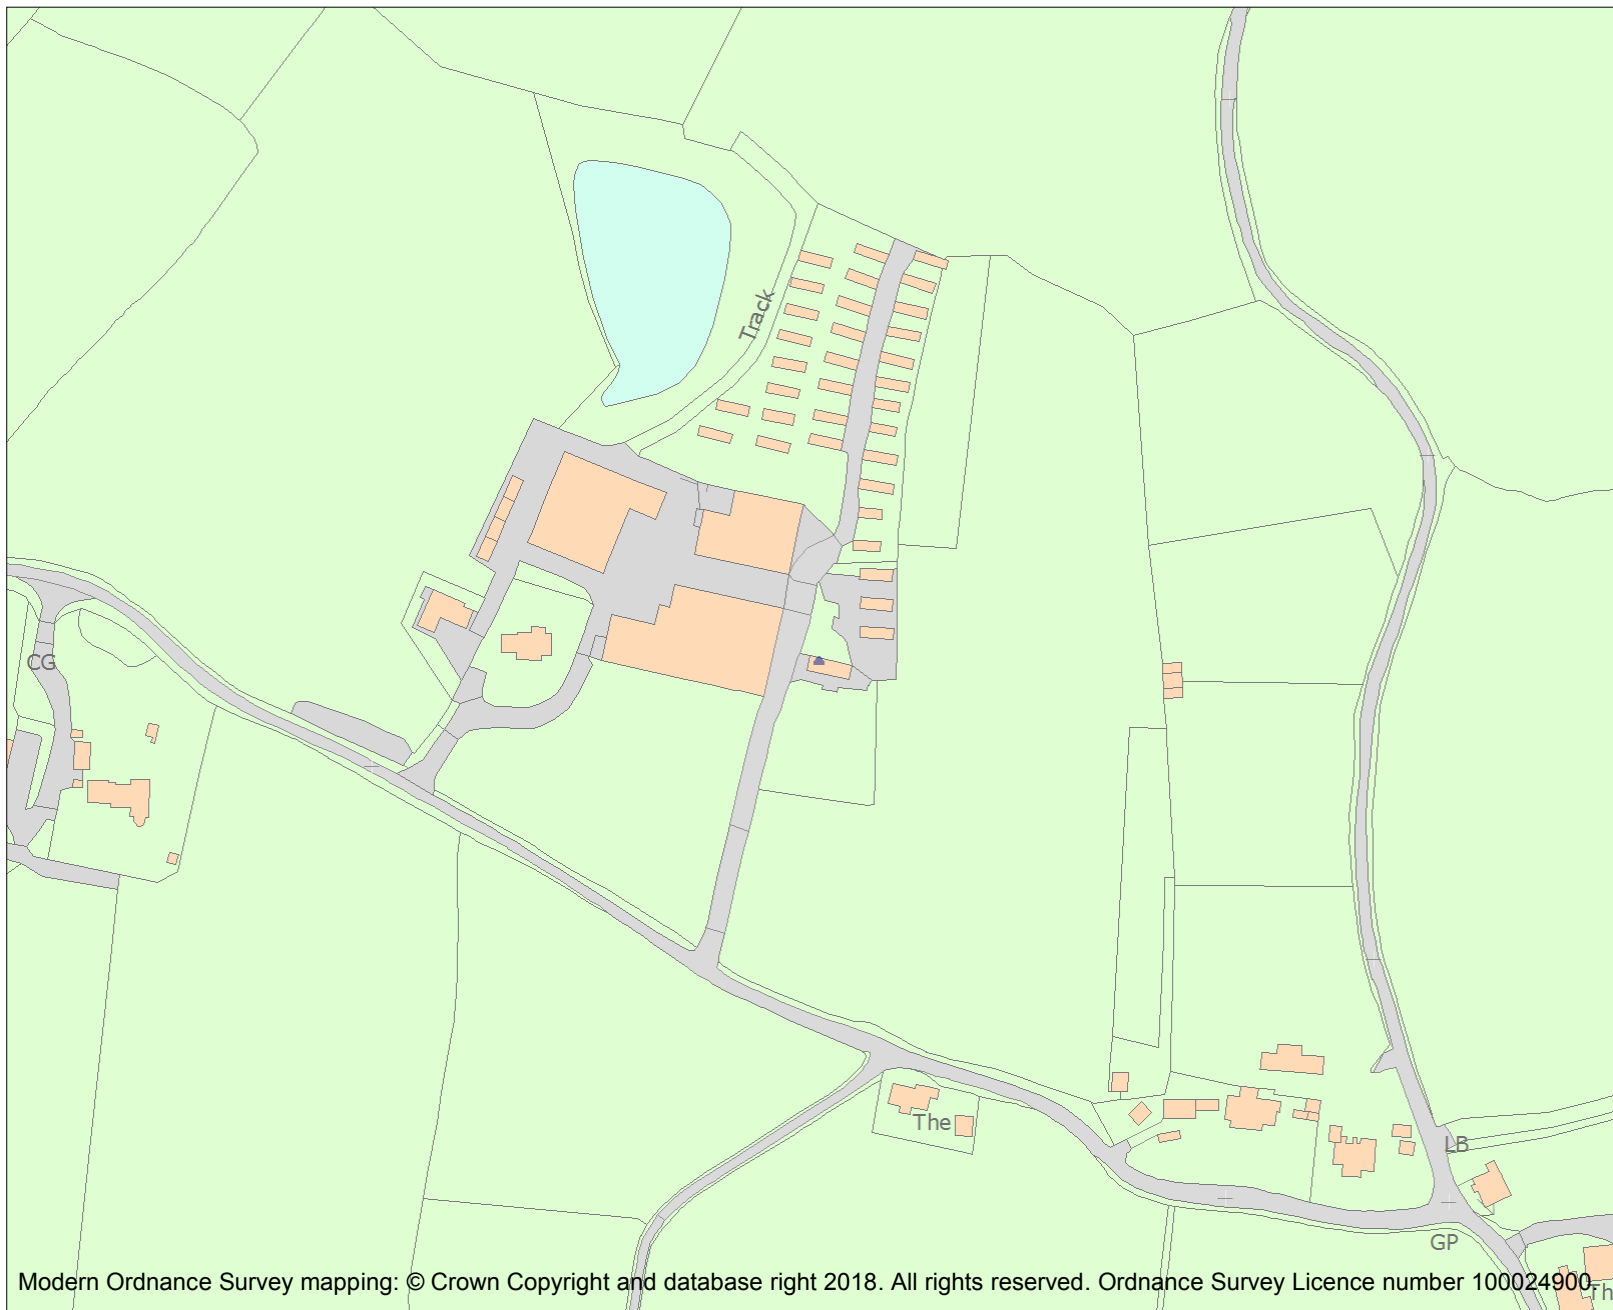 Track
CG
The
LB
GP
Modern Ordnance Survey mapping: © Crown Copyright and database right 2018. All rights reserved. Ordnance Survey Licence number 100024900.
Th